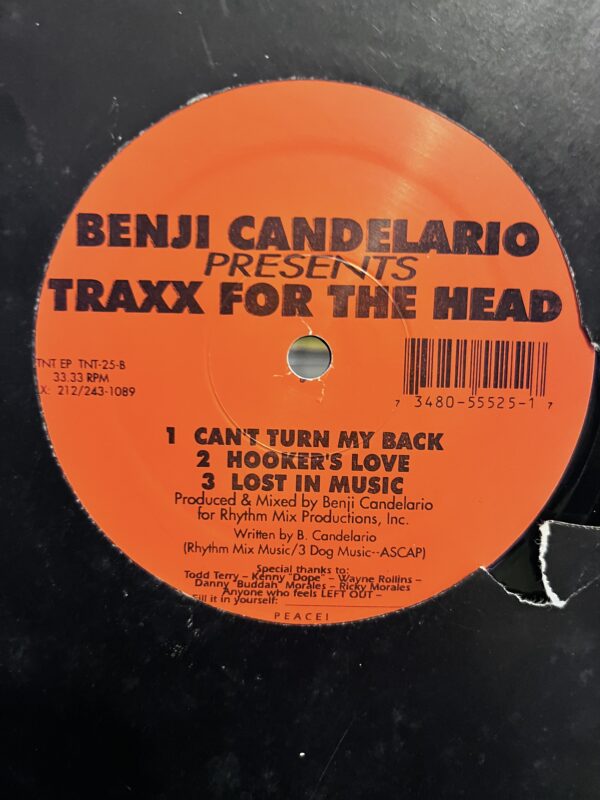 BENJI CANDELARIO
PRESENTS
TRAXX FOR THE HEAD
TNT EP TNT-25-B
33.33 RPM
X: 212/243-1089
7 3480-55525-1 7
1 CAN'T TURN MY BACK
2 HOOKER'S LOVE
3 LOST IN MUSIC
Produced & Mixed by Benji Candelario
for Rhythm Mix Productions, Inc.
Written by B. Candelario
(Rhythm Mix Music/3 Dog Music--ASCAP)
Special thanks to:
Todd Terry – Kenny "Dope" – Wayne Rollins –
Danny "Buddah" Morales – Ricky Morales
Anyone who feels LEFT OUT –
Fill it in yourself:
PEACE!